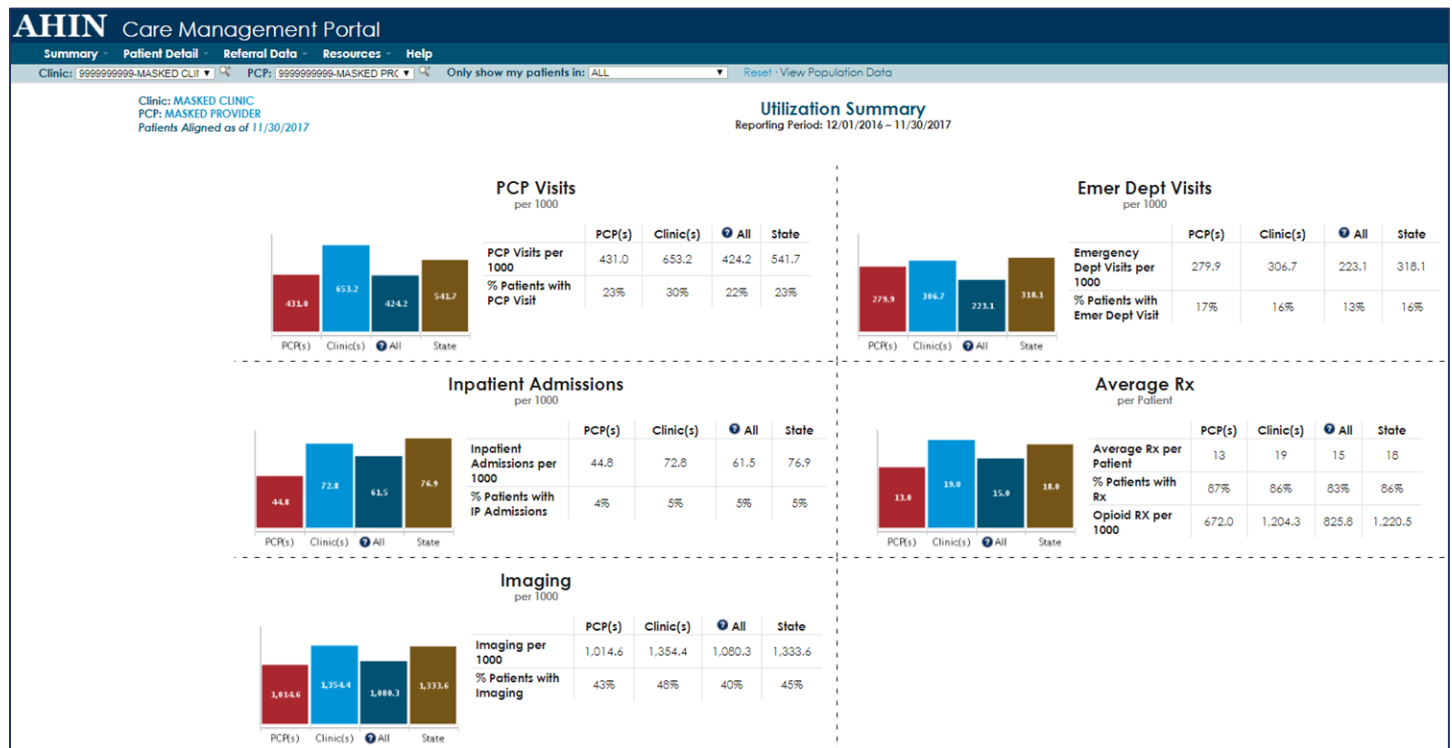 AHIN Care Management Portal
Summary Patient Detail Referral Data Resources Help
Clinic: 9999999999-MASKED CLII PCP: 9999999999-MASKED PRC Only show my patients in: ALL Reset · View Population Data
Clinic: MASKED CLINIC
PCP: MASKED PROVIDER
Patients Aligned as of 11/30/2017
Utilization Summary
Reporting Period: 12/01/2016 – 11/30/2017
PCP Visits
per 1000
431.0 653.2 424.2 541.7
PCP(s) Clinic(s) ? All State
PCP(s) Clinic(s) ? All State
PCP Visits per
1000
431.0 653.2 424.2 541.7
% Patients with
PCP Visit
23% 30% 22% 23%
Emer Dept Visits
per 1000
279.9 306.7 223.1 318.1
PCP(s) Clinic(s) ? All State
PCP(s) Clinic(s) ? All State
Emergency
Dept Visits per
1000
279.9 306.7 223.1 318.1
% Patients with
Emer Dept Visit
17% 16% 13% 16%
Inpatient Admissions
per 1000
44.8 72.8 61.5 76.9
PCP(s) Clinic(s) ? All State
PCP(s) Clinic(s) ? All State
Inpatient
Admissions per
1000
44.8 72.8 61.5 76.9
% Patients with
IP Admissions
4% 5% 5% 5%
Average Rx
per Patient
13.0 19.0 15.0 18.0
PCP(s) Clinic(s) ? All State
PCP(s) Clinic(s) ? All State
Average Rx per
Patient
13 19 15 18
% Patients with
Rx
87% 86% 83% 86%
Opioid RX per
1000
672.0 1,204.3 825.8 1,220.5
Imaging
per 1000
1,014.6 1,354.4 1,080.3 1,333.6
PCP(s) Clinic(s) ? All State
PCP(s) Clinic(s) ? All State
Imaging per
1000
1,014.6 1,354.4 1,080.3 1,333.6
% Patients with
Imaging
43% 48% 40% 45%